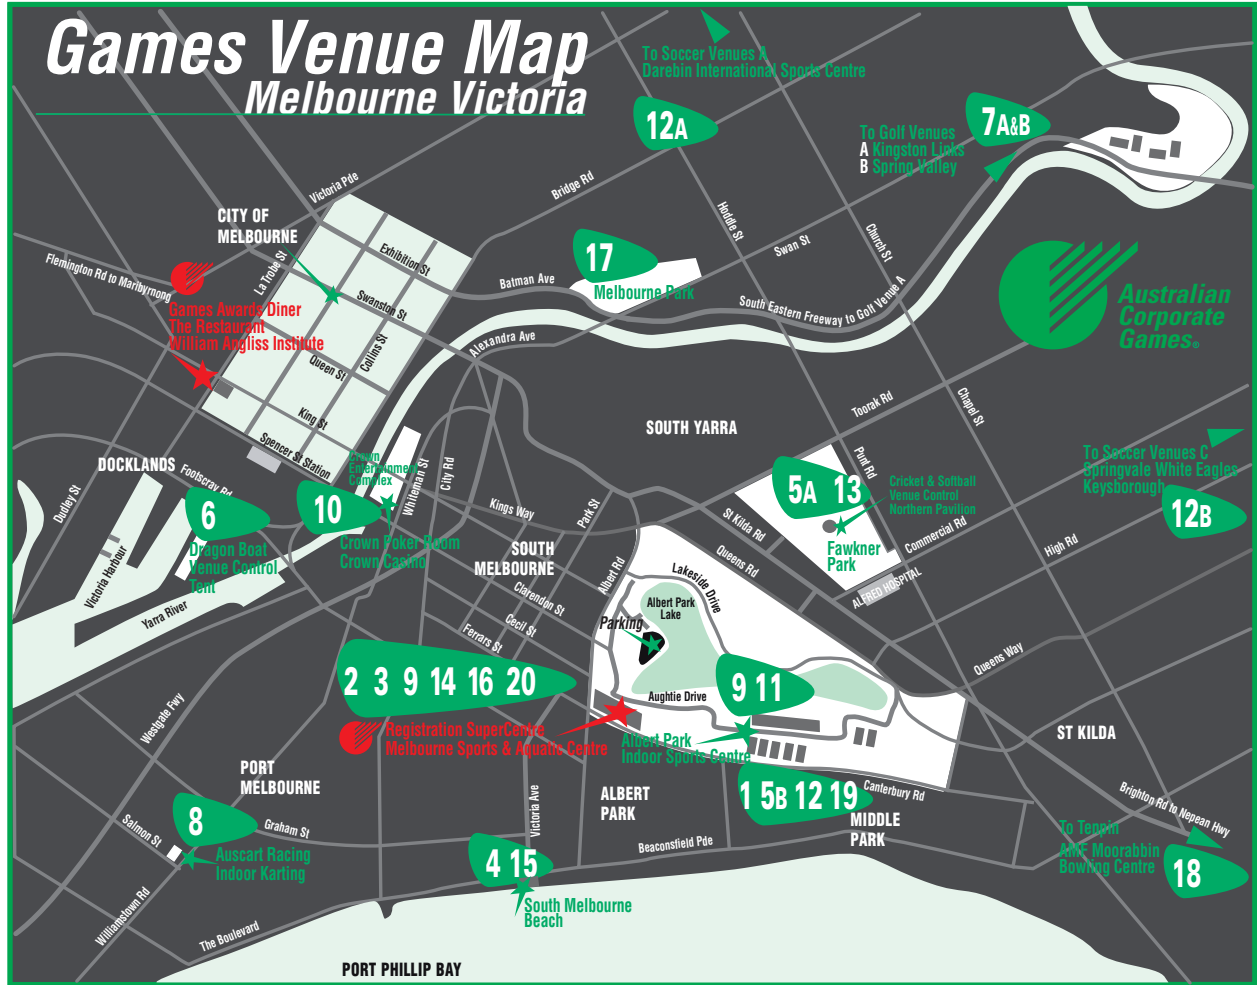 Games Venue Map
Melbourne Victoria
To Soccer Venues A
Darebin International Sports Centre
12A
7A&B
To Golf Venues
A Kingston Links
B Spring Valley
Victoria Pde
Bridge Rd
CITY OF
MELBOURNE
Hoddle St
Church St
Swan St
Flemington Rd to Maribyrnong
La Trobe St
Exhibition St
Swanston St
Collins St
Queen St
King St
Spencer St Station
17
Melbourne Park
Batman Ave
South Eastern Freeway to Golf Venue A
Alexandra Ave
Australian
Corporate
Games®
Games Awards Diner
The Restaurant
William Angliss Institute
SOUTH YARRA
Toorak Rd
Chapel St
Punt Rd
DOCKLANDS
Footscray Rd
Dudley St
Crown
Entertainment
Complex
Whiteman St
City Rd
Kings Way
Park St
5A 13
Cricket & Softball
Venue Control
Northern Pavilion
Fawkner
Park
To Soccer Venues C
Springvale White Eagles
Keysborough
12B
6
Dragon Boat
Venue Control
Tent
10
Crown Poker Room
Crown Casino
SOUTH
MELBOURNE
St Kilda Rd
Queens Rd
Commercial Rd
High Rd
ALFRED HOSPITAL
Victoria Harbour
Yarra River
Clarendon St
Cecil St
Ferrars St
Albert Rd
Lakeside Drive
Albert Park
Lake
Parking
Queens Way
2 3 9 14 16 20
Registration SuperCentre
Melbourne Sports & Aquatic Centre
Aughtie Drive
9 11
Albert Park
Indoor Sports Centre
Westgate Fwy
ST KILDA
PORT
MELBOURNE
ALBERT
PARK
1 5B 12 19
Canterbury Rd
MIDDLE
PARK
Brighton Rd to Nepean Hwy
8
Salmon St
Graham St
Auscart Racing
Indoor Karting
Victoria Ave
Beaconsfield Pde
4 15
South Melbourne
Beach
To Tenpin
AMF Moorabbin
Bowling Centre
18
Williamstown Rd
The Boulevard
PORT PHILLIP BAY